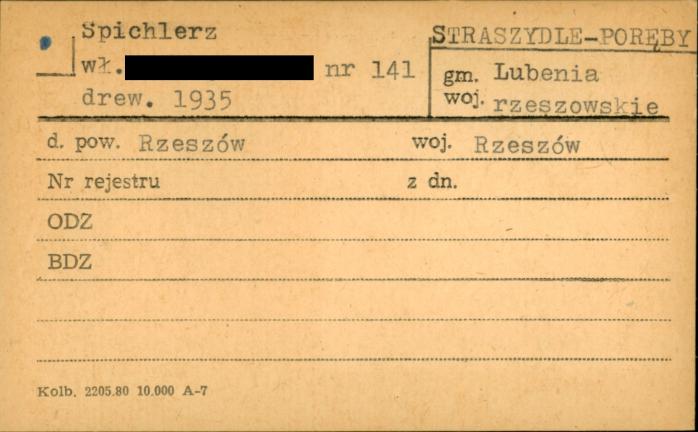 Spichlerz
wł. nr 141
drew. 1935
STRASZYDLE-PORĘBY
gm. Lubenia
woj. rzeszowskie
d. pow. Rzeszów woj. Rzeszów
Nr rejestru z dn.
ODZ
BDZ
Kolb. 2205.80 10.000 A-7